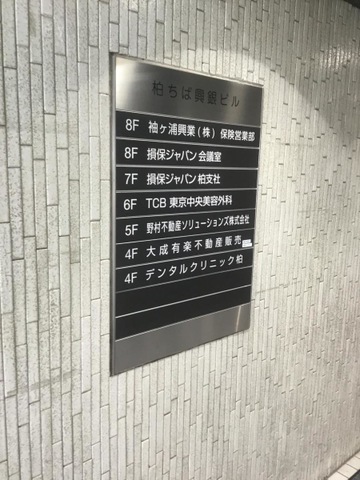 柏ちば興銀ビル
8F 袖ヶ浦興業(株)保険営業部
8F 損保ジャパン 会議室
7F 損保ジャパン 柏支社
6F TCB 東京中央美容外科
5F 野村不動産ソリューションズ株式会社
4F 大成有楽不動産販売
4F デンタルクリニック柏